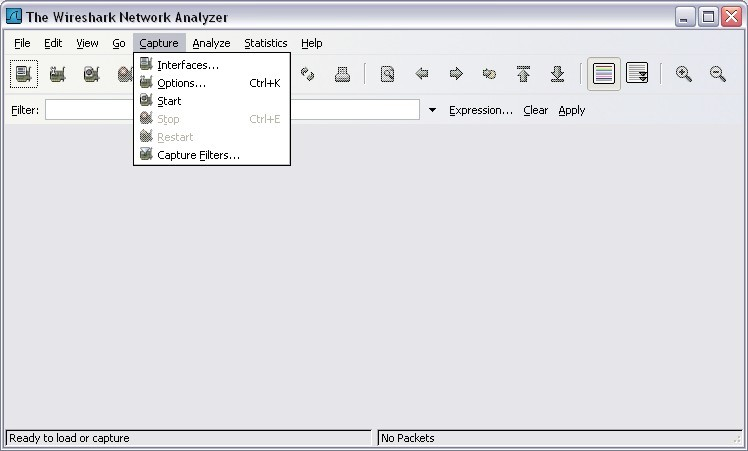 The Wireshark Network Analyzer
File Edit View Go Capture Analyze Statistics Help
Interfaces...
Options... Ctrl+K
Start
Stop Ctrl+E
Restart
Capture Filters...
Filter: Expression... Clear Apply
Ready to load or capture No Packets